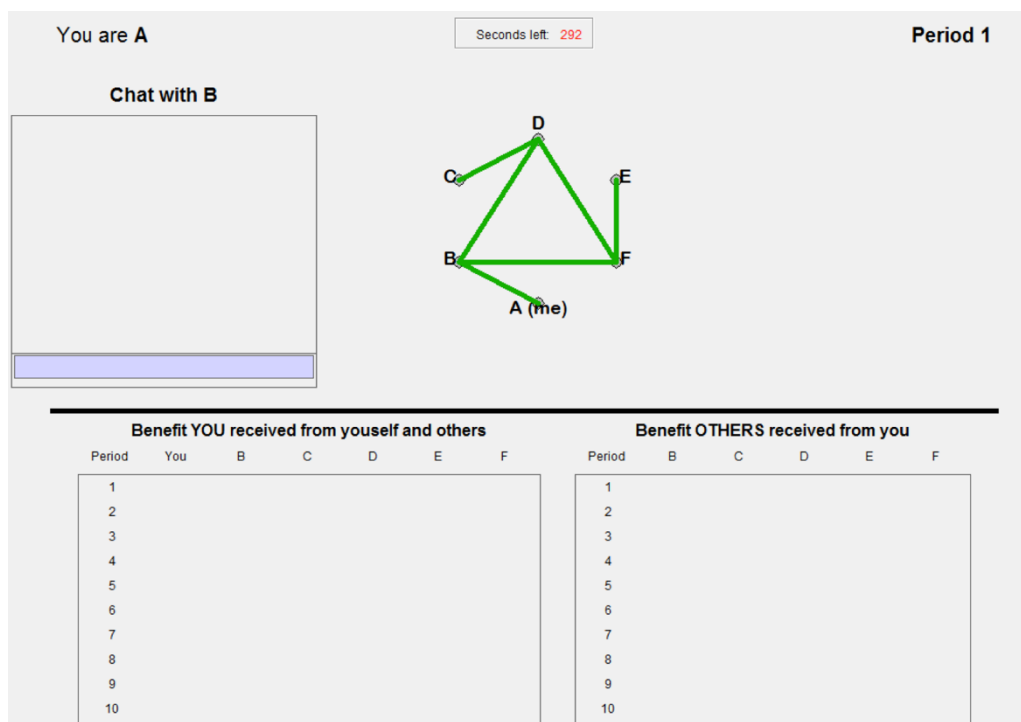 You are A
Seconds left: 292
Period 1
Chat with B
D
C
E
B
F
A (me)
Benefit YOU received from youself and others
Benefit OTHERS received from you
Period You B C D E F
Period B C D E F
1 1
2 2
3 3
4 4
5 5
6 6
7 7
8 8
9 9
10 10